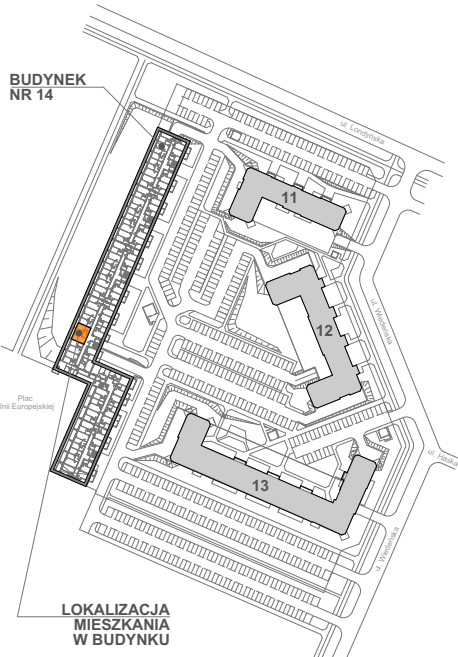 BUDYNEK
NR 14
ul. Londyńska
11
12
ul. Wiedeńska
Plac
Unii Europejskiej
13
ul. Haska
ul. Wiedeńska
LOKALIZACJA
MIESZKANIA
W BUDYNKU